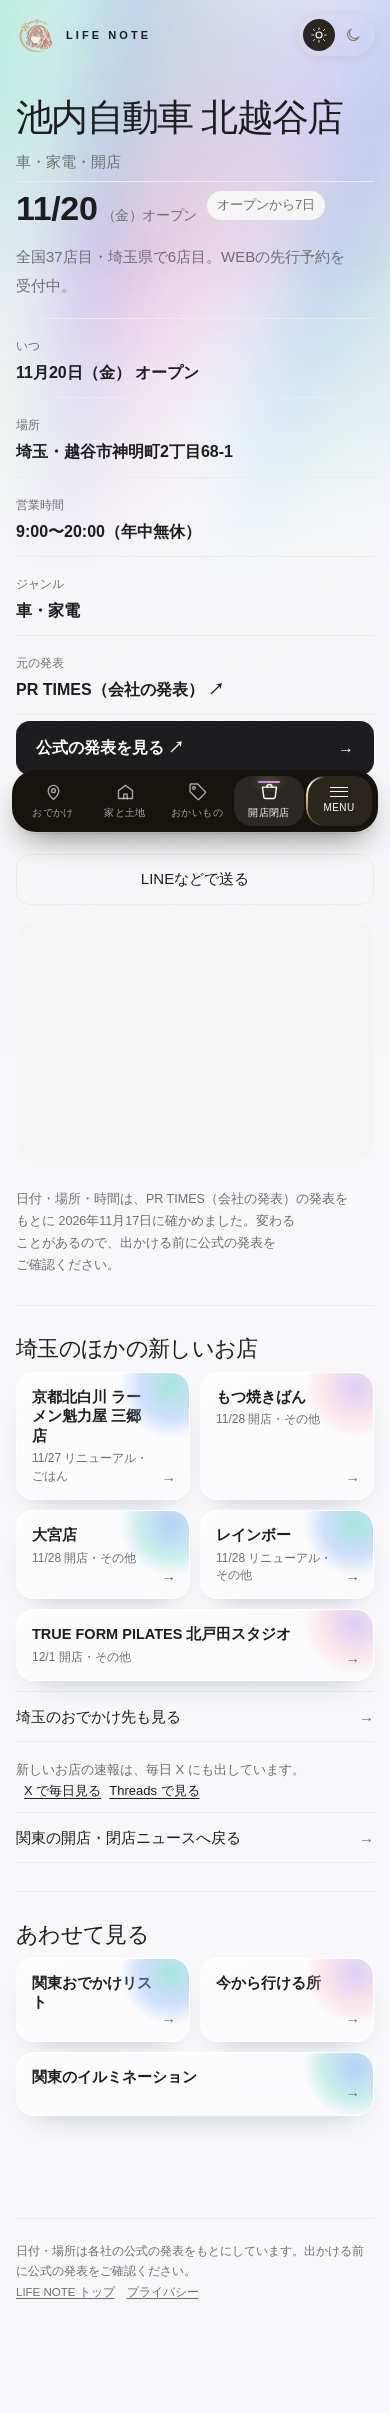 LIFE NOTE
池内自動車 北越谷店
車・家電・開店
11/20 （金）オープン オープンから7日
全国37店目・埼玉県で6店目。WEBの先行予約を
受付中。
いつ
11月20日（金） オープン
場所
埼玉・越谷市神明町2丁目68-1
営業時間
9:00〜20:00（年中無休）
ジャンル
車・家電
元の発表
PR TIMES（会社の発表） ↗
公式の発表を見る ↗ →
おでかけ 家と土地 おかいもの 開店閉店 MENU
LINEなどで送る
日付・場所・時間は、PR TIMES（会社の発表）の発表を
もとに 2026年11月17日に確かめました。変わる
ことがあるので、出かける前に公式の発表を
ご確認ください。
埼玉のほかの新しいお店
京都北白川 ラー
メン魁力屋 三郷
店
11/27 リニューアル・
ごはん →
もつ焼きばん
11/28 開店・その他
→
大宮店
11/28 開店・その他
→
レインボー
11/28 リニューアル・
その他 →
TRUE FORM PILATES 北戸田スタジオ
12/1 開店・その他 →
埼玉のおでかけ先も見る →
新しいお店の速報は、毎日 X にも出しています。
X で毎日見る Threads で見る
関東の開店・閉店ニュースへ戻る →
あわせて見る
関東おでかけリス
ト →
今から行ける所
→
関東のイルミネーション
→
日付・場所は各社の公式の発表をもとにしています。出かける前
に公式の発表をご確認ください。
LIFE NOTE トップ プライバシー